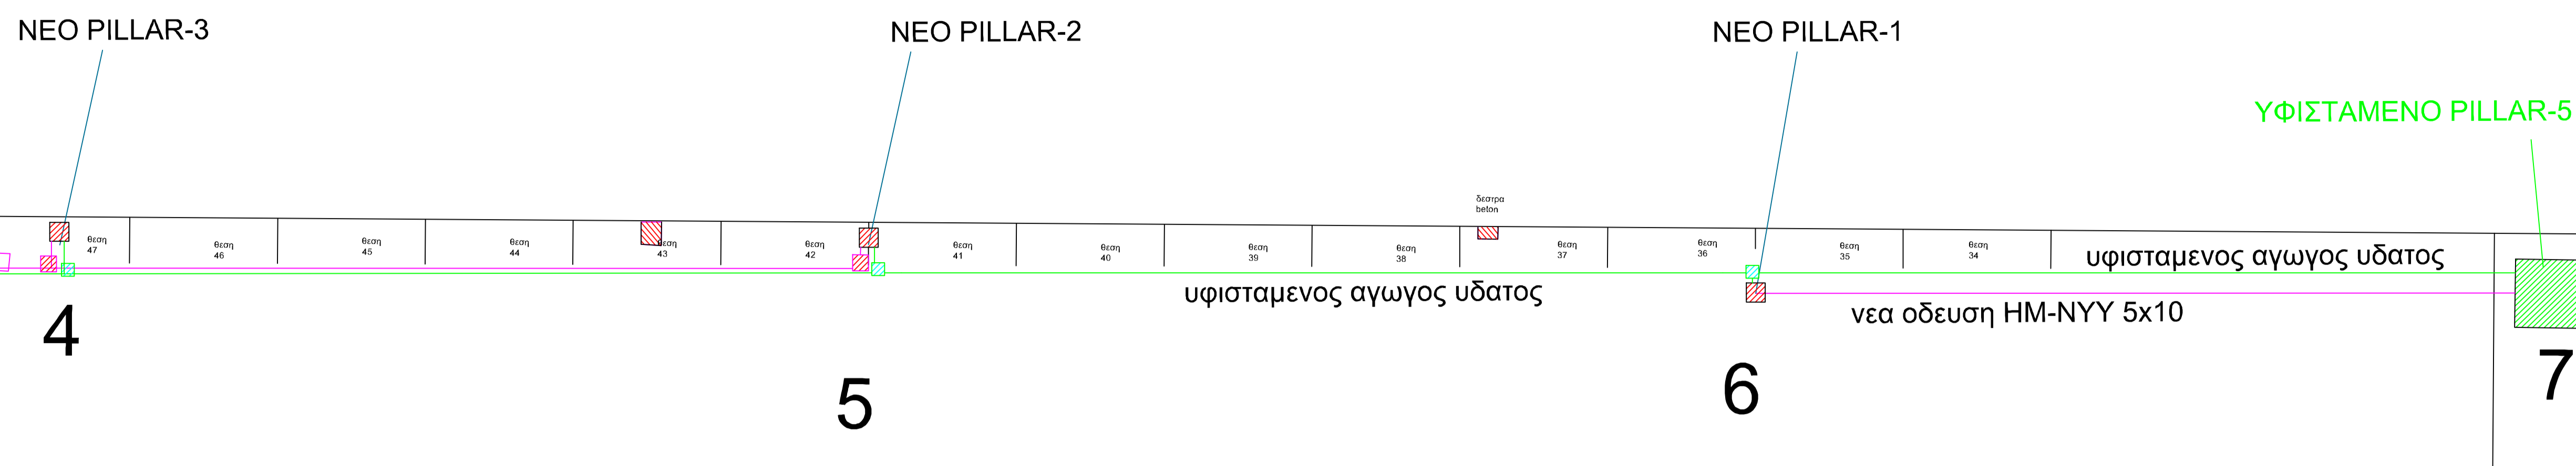 ΝΕΟ PILLAR-3
ΝΕΟ PILLAR-2
ΝΕΟ PILLAR-1
ΥΦΙΣΤΑΜΕΝΟ PILLAR-5
δεστρα
beton
θεση
47
θεση
46
θεση
45
θεση
44
θεση
43
θεση
42
θεση
41
θεση
40
θεση
39
θεση
38
θεση
37
θεση
36
θεση
35
θεση
34
υφισταμενος αγωγος υδατος
υφισταμενος αγωγος υδατος
νεα οδευση ΗΜ-ΝΥΥ 5x10
4
5
6
7